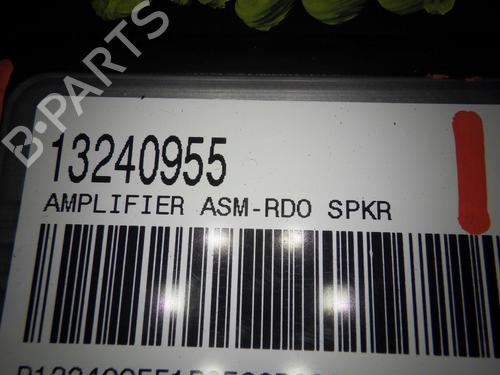 B-PARTS
13240955
AMPLIFIER ASM-RDO SPKR